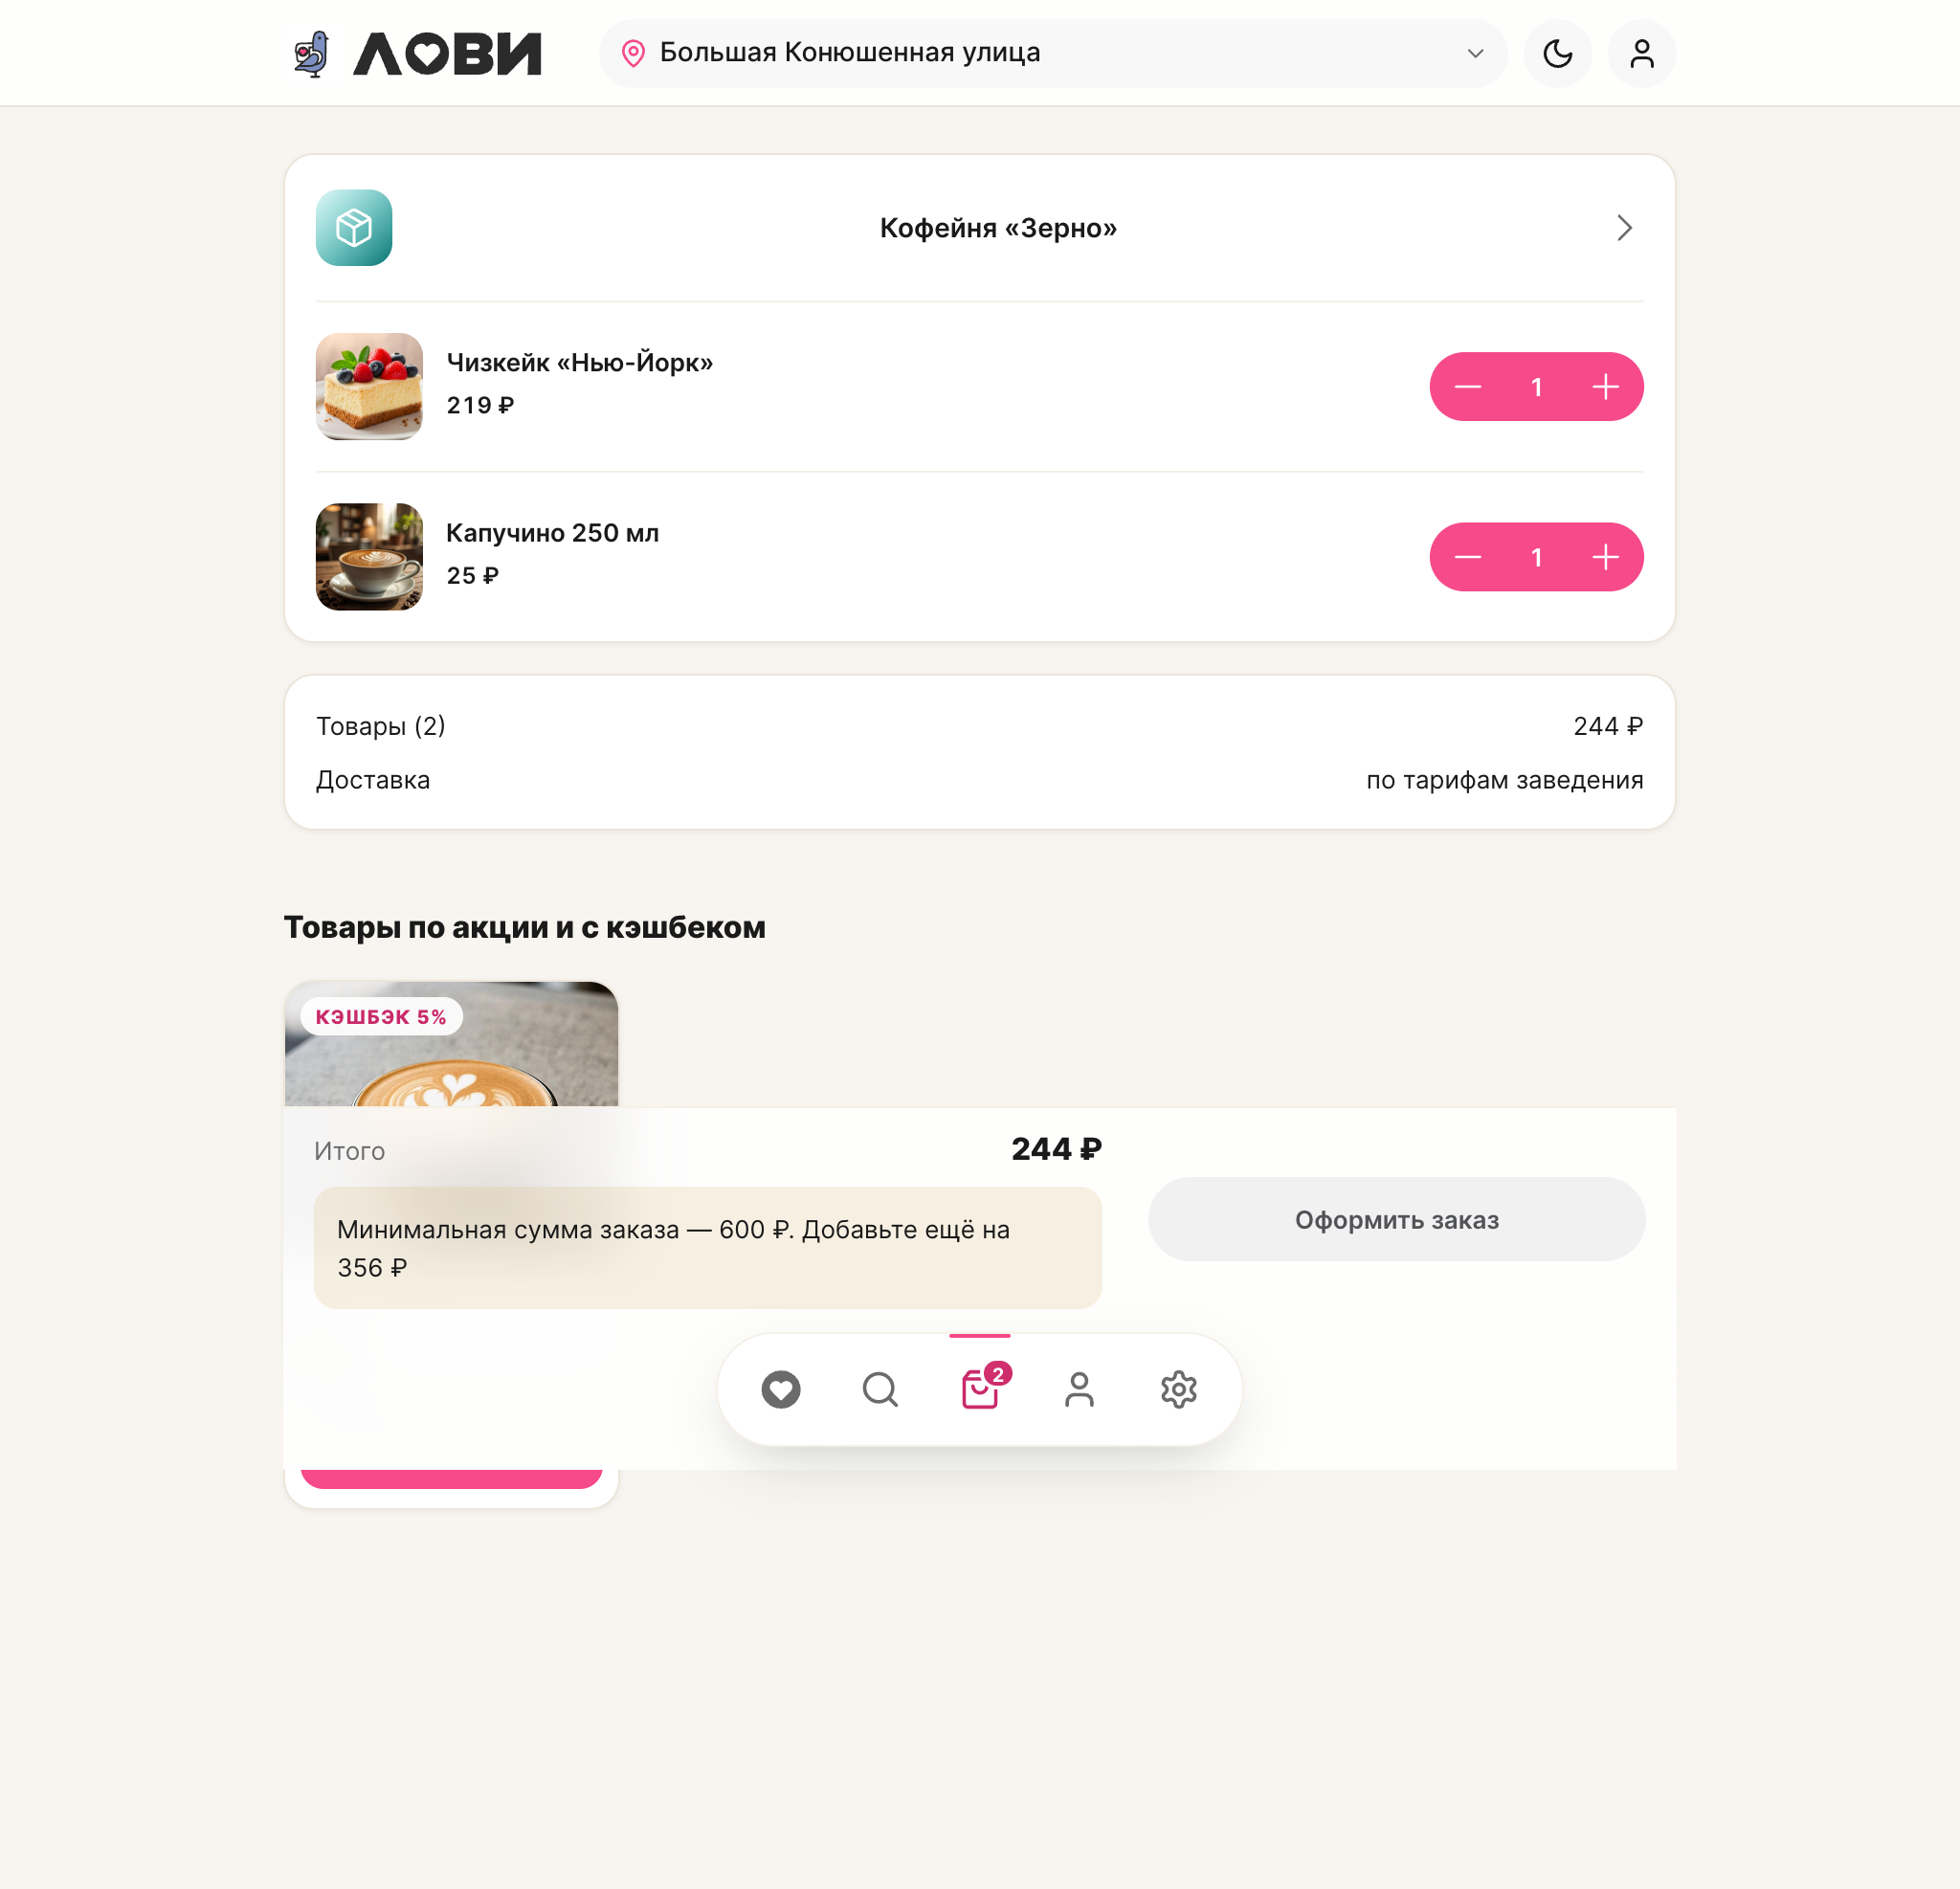 ЛОВИ
Большая Конюшенная улица
Кофейня «Зерно»
Чизкейк «Нью-Йорк»
219 ₽
1
Капучино 250 мл
25 ₽
1
Товары (2)
244 ₽
Доставка
по тарифам заведения
Товары по акции и с кэшбеком
КЭШБЭК 5%
Итого
244 ₽
Минимальная сумма заказа — 600 ₽. Добавьте ещё на
356 ₽
Оформить заказ
2